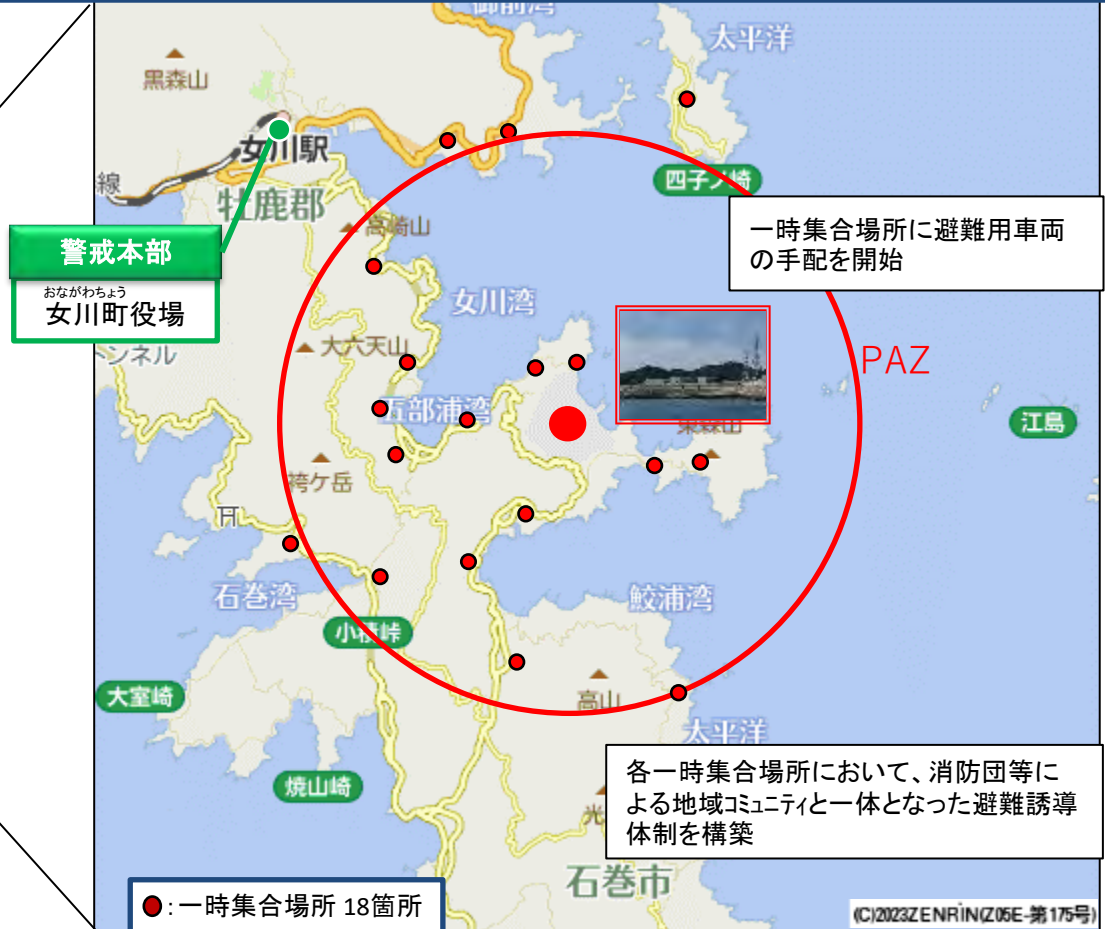 御前湾
太平洋
黒森山
女川駅
線
四子ノ崎
牡鹿郡
高崎山
一時集合場所に避難用車両
の手配を開始
警戒本部
おながわちょう
女川町役場
女川湾
トンネル
大六天山
PAZ
五部浦湾
江島
東森山
袴ケ岳
石巻湾
鮫浦湾
小積峠
高山
大室崎
太平洋
焼山崎
各一時集合場所において、消防団等に
よる地域コミュニティと一体となった避難誘導
体制を構築
光
石巻市
:一時集合場所 18箇所
(C)2023ZENRIN(Z05E-第175号)